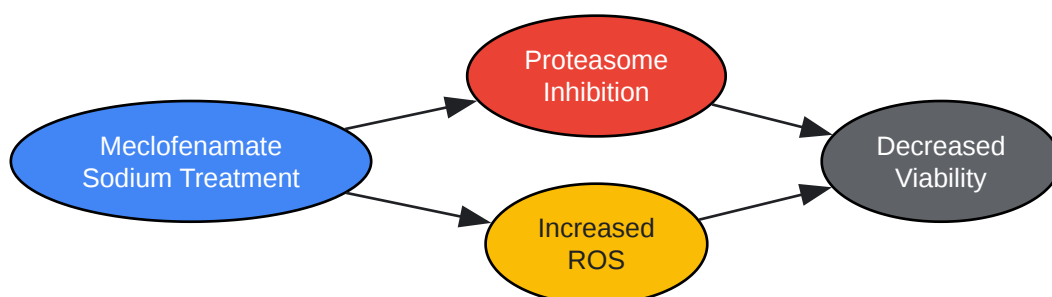 Meclofenamate
Sodium Treatment
Proteasome
Inhibition
Increased
ROS
Decreased
Viability